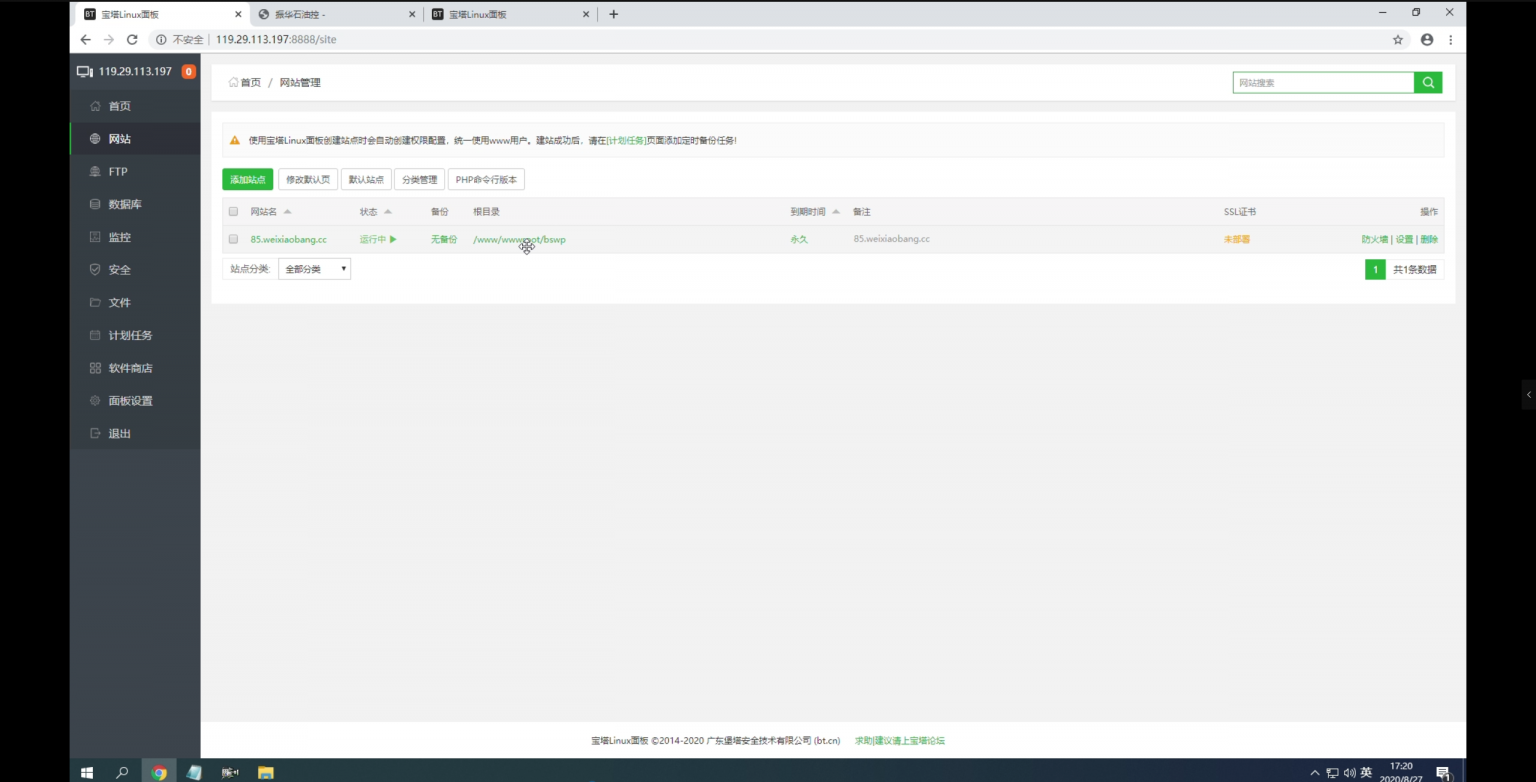 宝塔Linux面板
振华石油控 -
宝塔Linux面板
不安全 | 119.29.113.197:8888/site
119.29.113.197 0
首页
网站
FTP
数据库
监控
安全
文件
计划任务
软件商店
面板设置
退出
首页 / 网站管理
网站搜索
使用宝塔Linux面板创建站点时会自动创建权限配置，统一使用www用户。建站成功后，请在[计划任务]页面添加定时备份任务!
添加站点 修改默认页 默认站点 分类管理 PHP命令行版本
网站名 状态 备份 根目录 到期时间 备注 SSL证书 操作
85.weixiaobang.cc 运行中 无备份 /www/wwwroot/bswp 永久 85.weixiaobang.cc 未部署 防火墙 | 设置 | 删除
站点分类: 全部分类 1 共1条数据
宝塔Linux面板 ©2014-2020 广东堡塔安全技术有限公司 (bt.cn) 求助|建议请上宝塔论坛
英 17:20
2020/8/27
1